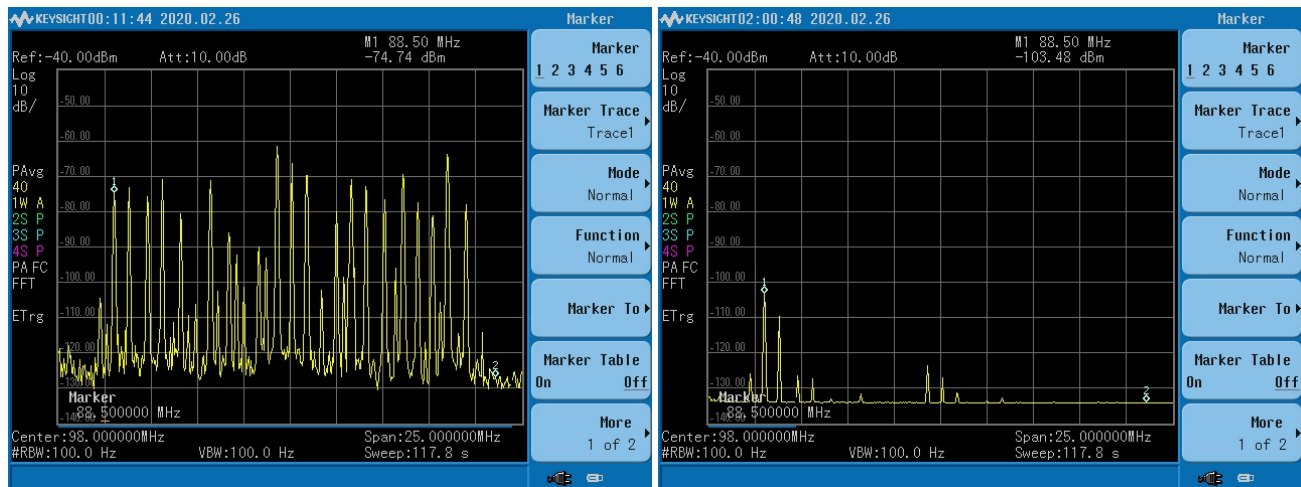 KEYSIGHT 00:11:44 2020.02.26 Marker
M1 88.50 MHz
Ref:-40.00dBm Att:10.00dB -74.74 dBm
Log
10
dB/
-50.00
-60.00
PAvg -70.00
40
1W A -80.00
2S P
3S P -90.00
4S P
PA FC
FFT -100.00
ETrg -110.00
-120.00
-130.00
Marker
88.500000 MHz
-140.00
1
2
Center:98.000000MHz Span:25.000000MHz
#RBW:100.0 Hz VBW:100.0 Hz Sweep:117.8 s
Marker
1 2 3 4 5 6
Marker Trace
Trace1
Mode
Normal
Function
Normal
Marker To
Marker Table
On Off
More
1 of 2
KEYSIGHT 02:00:48 2020.02.26 Marker
M1 88.50 MHz
Ref:-40.00dBm Att:10.00dB -103.48 dBm
Log
10
dB/
-50.00
-60.00
PAvg -70.00
40
1W A -80.00
2S P
3S P -90.00
4S P
PA FC
FFT -100.00
ETrg -110.00
-120.00
-130.00
Marker
88.500000 MHz
-140.00
1
2
Center:98.000000MHz Span:25.000000MHz
#RBW:100.0 Hz VBW:100.0 Hz Sweep:117.8 s
Marker
1 2 3 4 5 6
Marker Trace
Trace1
Mode
Normal
Function
Normal
Marker To
Marker Table
On Off
More
1 of 2